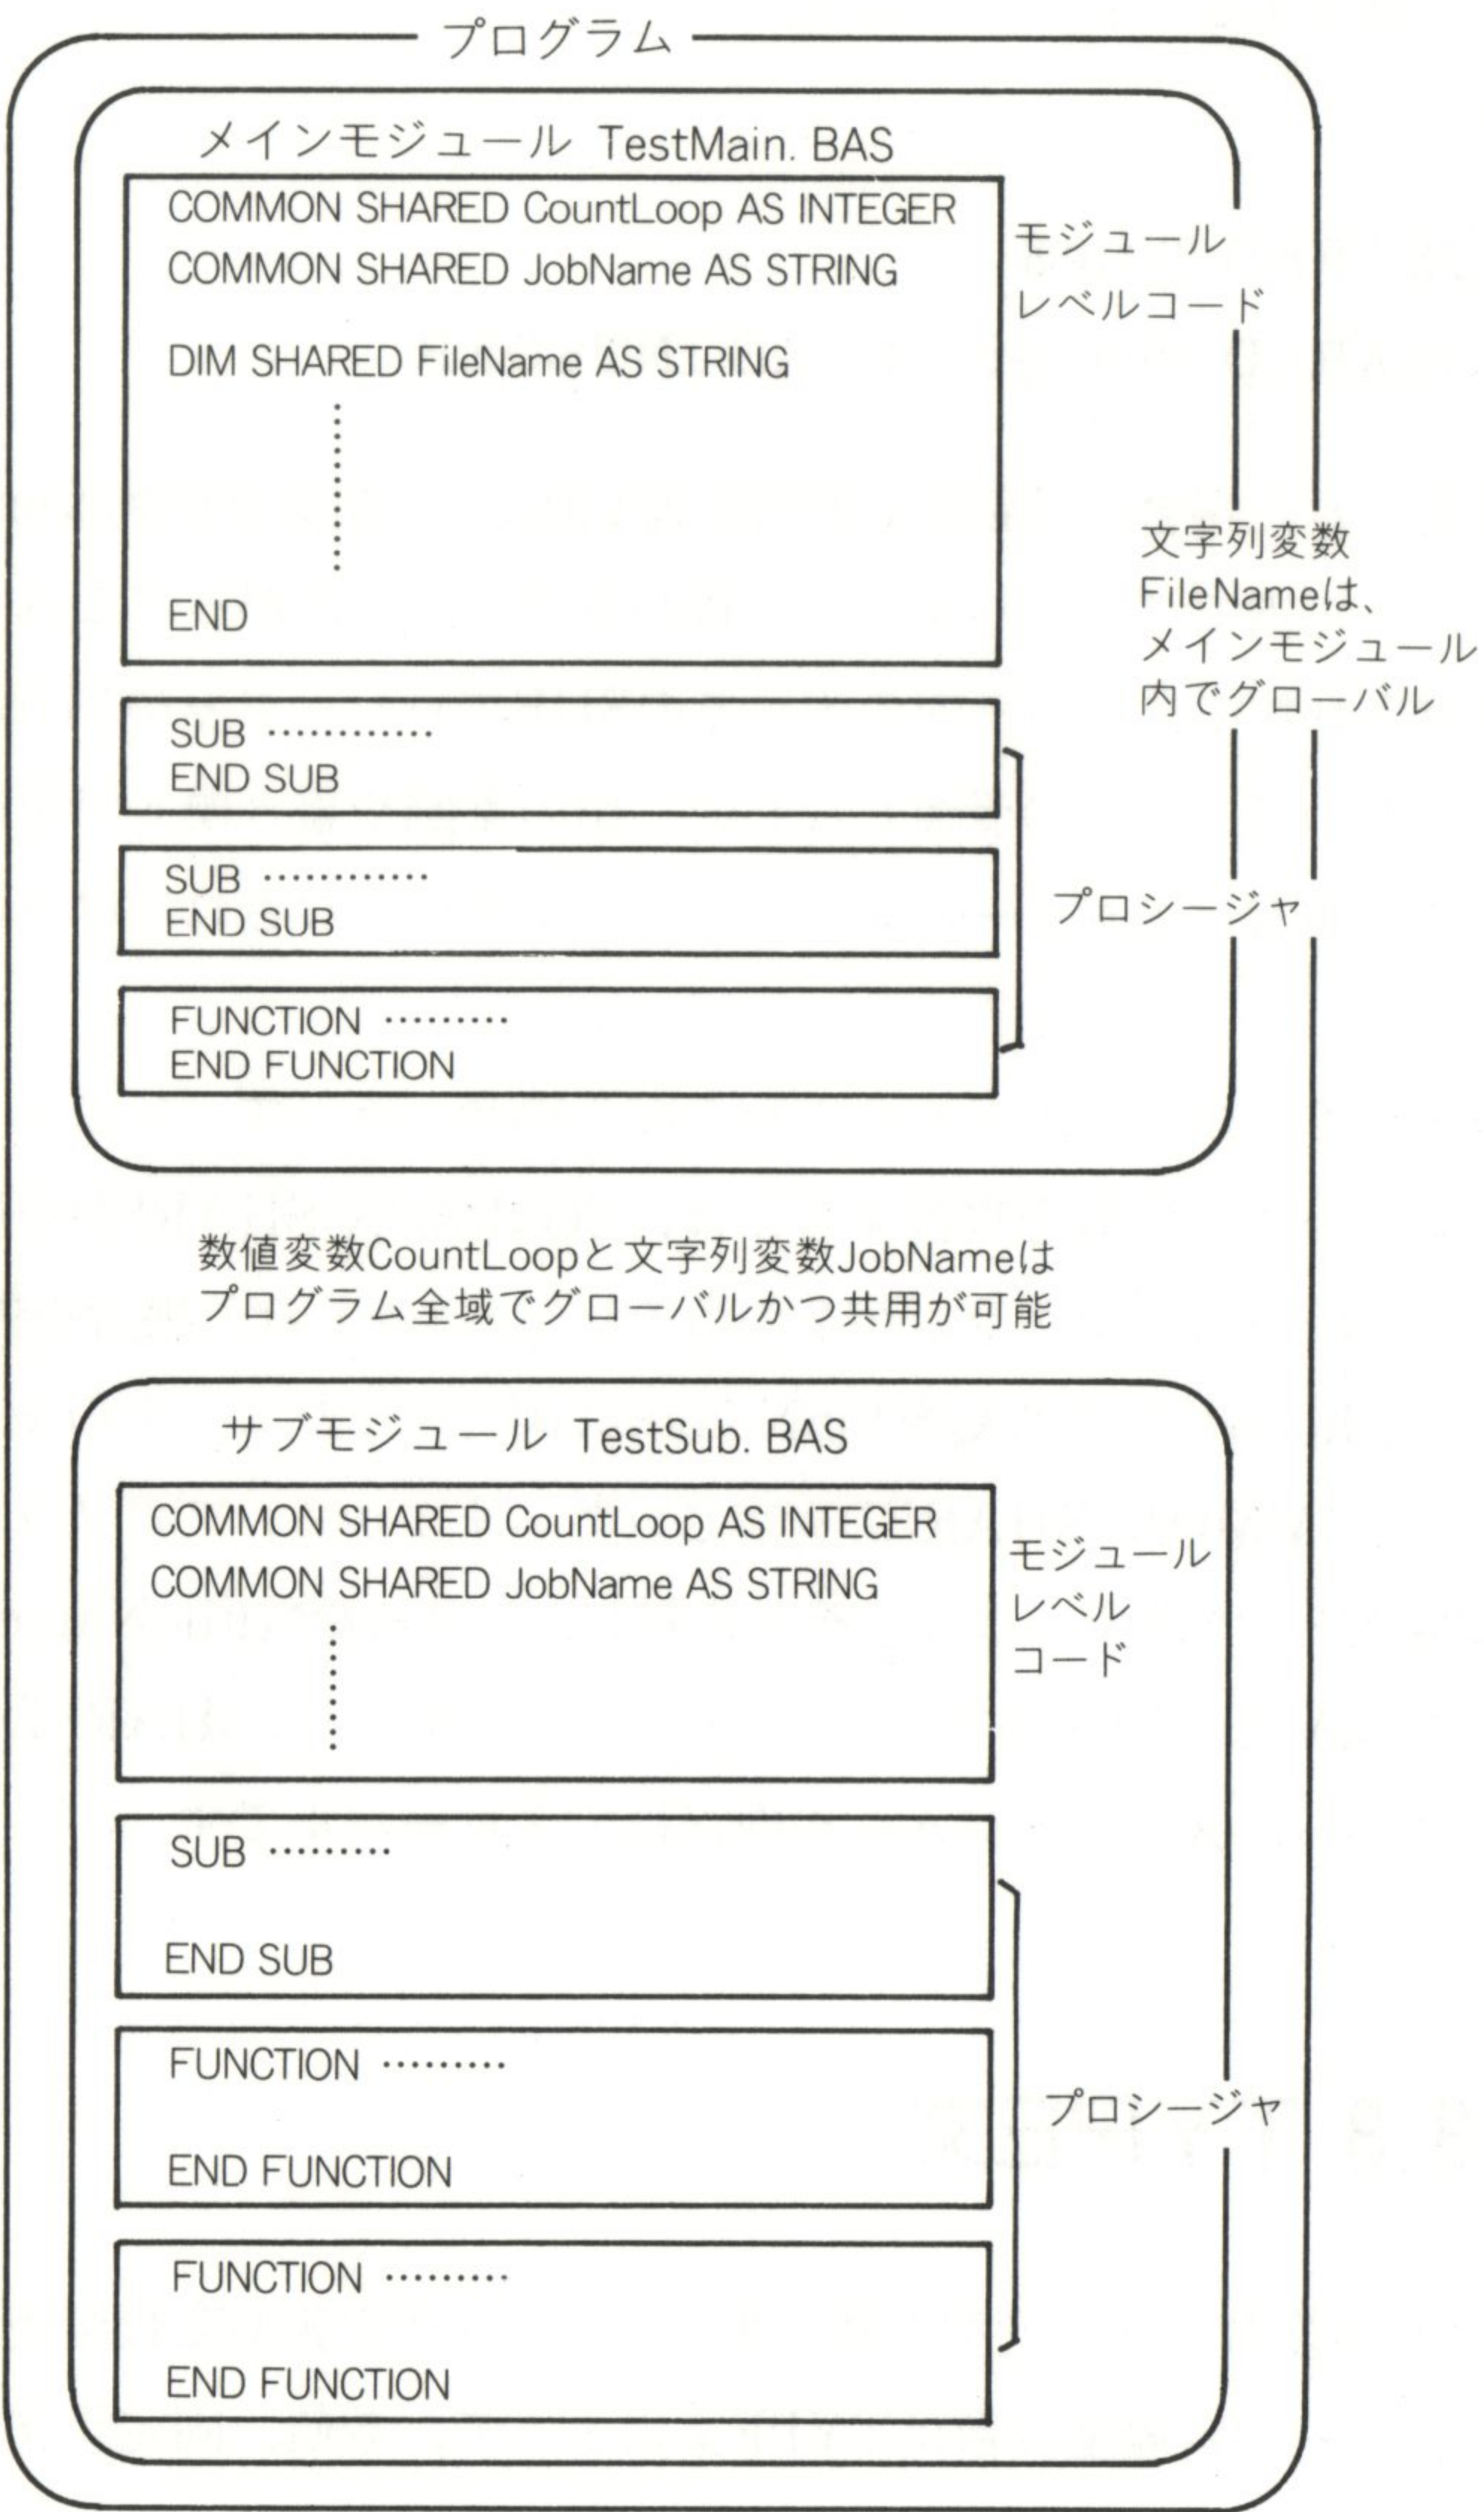 プログラム
メインモジュール TestMain. BAS
COMMON SHARED CountLoop AS INTEGER
COMMON SHARED JobName AS STRING
DIM SHARED FileName AS STRING
END
モジュール
レベルコード
文字列変数
FileNameは、
メインモジュール
内でグローバル
SUB …………
END SUB
SUB …………
END SUB
FUNCTION ………
END FUNCTION
プロシージャ
数値変数CountLoopと文字列変数JobNameは
プログラム全域でグローバルかつ共用が可能
サブモジュール TestSub. BAS
COMMON SHARED CountLoop AS INTEGER
COMMON SHARED JobName AS STRING
モジュール
レベル
コード
SUB ………
END SUB
FUNCTION ………
END FUNCTION
FUNCTION ………
END FUNCTION
プロシージャ